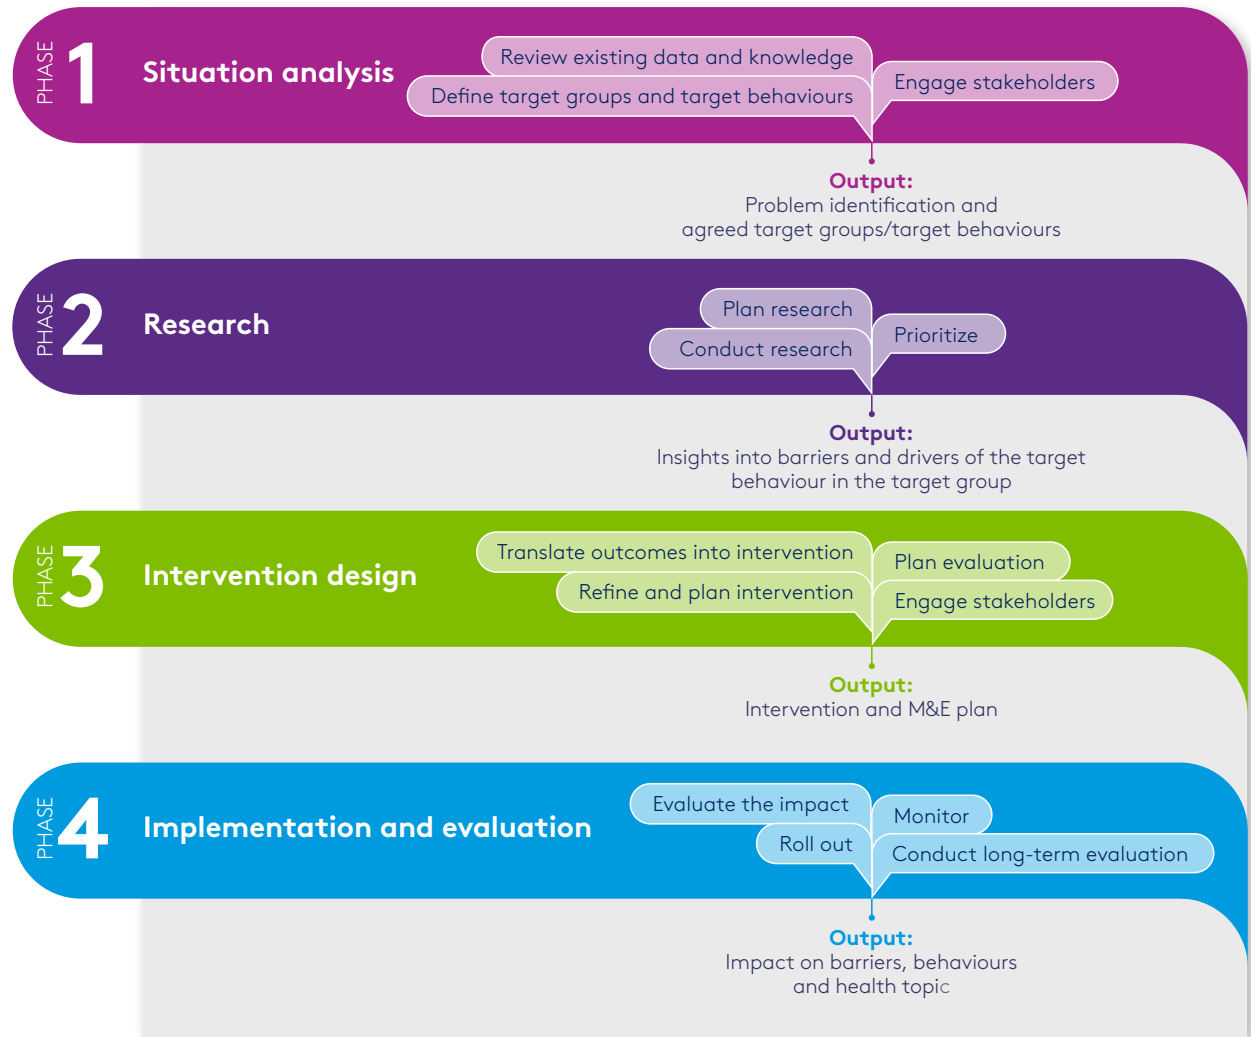 PHASE 1
Situation analysis
Review existing data and knowledge
Define target groups and target behaviours
Engage stakeholders
Output:
Problem identification and
agreed target groups/target behaviours
PHASE 2
Research
Plan research
Conduct research
Prioritize
Output:
Insights into barriers and drivers of the target
behaviour in the target group
PHASE 3
Intervention design
Translate outcomes into intervention
Refine and plan intervention
Plan evaluation
Engage stakeholders
Output:
Intervention and M&E plan
PHASE 4
Implementation and evaluation
Evaluate the impact
Roll out
Monitor
Conduct long-term evaluation
Output:
Impact on barriers, behaviours
and health topic